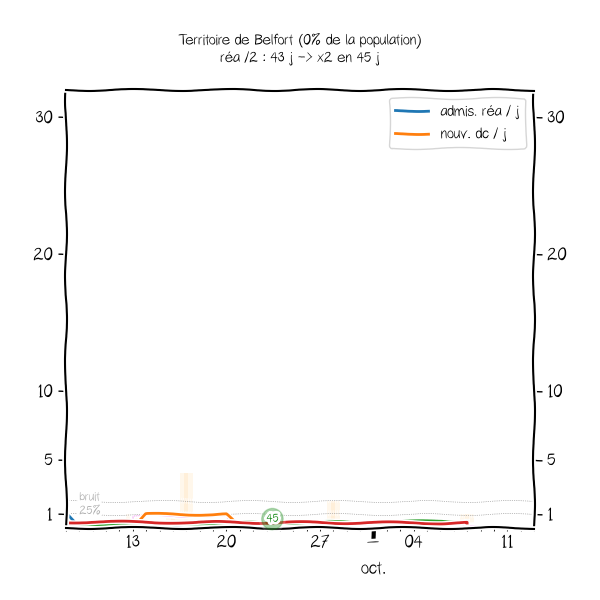 Territoire de Belfort (0% de la population)
réa /2 : 43 j -> x2 en 45 j
admis. réa / j
nouv. dc / j
30
30
20
20
10
10
5
5
bruit
25%
1
1
45
13
20
27
04
11
oct.